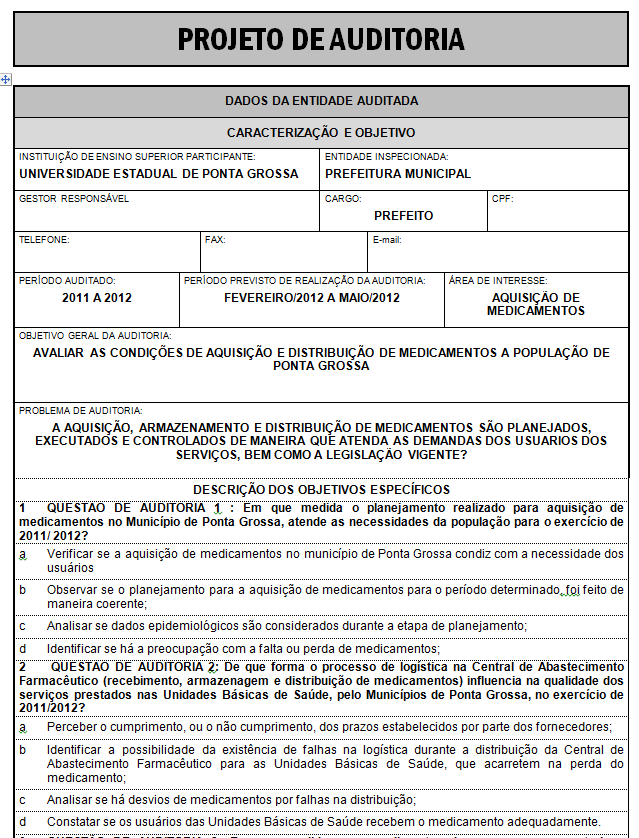 PROJETO DE AUDITORIA
DADOS DA ENTIDADE AUDITADA
CARACTERIZAÇÃO E OBJETIVO
INSTITUIÇÃO DE ENSINO SUPERIOR PARTICIPANTE:
UNIVERSIDADE ESTADUAL DE PONTA GROSSA
ENTIDADE INSPECIONADA:
PREFEITURA MUNICIPAL
GESTOR RESPONSÁVEL
CARGO:
PREFEITO
CPF:
TELEFONE:
FAX:
E-mail:
PERÍODO AUDITADO:
2011 A 2012
PERÍODO PREVISTO DE REALIZAÇÃO DA AUDITORIA:
FEVEREIRO/2012 A MAIO/2012
ÁREA DE INTERESSE:
AQUISIÇÃO DE
MEDICAMENTOS
OBJETIVO GERAL DA AUDITORIA:
AVALIAR AS CONDIÇÕES DE AQUISIÇÃO E DISTRIBUIÇÃO DE MEDICAMENTOS A POPULAÇÃO DE
PONTA GROSSA
PROBLEMA DE AUDITORIA:
A AQUISIÇÃO, ARMAZENAMENTO E DISTRIBUIÇÃO DE MEDICAMENTOS SÃO PLANEJADOS,
EXECUTADOS E CONTROLADOS DE MANEIRA QUE ATENDA AS DEMANDAS DOS USUARIOS DOS
SERVIÇOS, BEM COMO A LEGISLAÇÃO VIGENTE?
DESCRIÇÃO DOS OBJETIVOS ESPECÍFICOS
1 QUESTAO DE AUDITORIA 1 : Em que medida o planejamento realizado para aquisição de
medicamentos no Município de Ponta Grossa, atende as necessidades da população para o exercício de
2011/ 2012?
a Verificar se a aquisição de medicamentos no município de Ponta Grossa condiz com a necessidade dos
usuários
b Observar se o planejamento para a aquisição de medicamentos para o período determinado, foi feito de
maneira coerente;
c Analisar se dados epidemiológicos são considerados durante a etapa de planejamento;
d Identificar se há a preocupação com a falta ou perda de medicamentos;
2 QUESTAO DE AUDITORIA 2: De que forma o processo de logística na Central de Abastecimento
Farmacêutico (recebimento, armazenagem e distribuição de medicamentos) influencia na qualidade dos
serviços prestados nas Unidades Básicas de Saúde, pelo Municípios de Ponta Grossa, no exercício de
2011/2012?
a Perceber o cumprimento, ou o não cumprimento, dos prazos estabelecidos por parte dos fornecedores;
b Identificar a possibilidade da existência de falhas na logística durante a distribuição da Central de
Abastecimento Farmacêutico para as Unidades Básicas de Saúde, que acarretem na perda do
medicamento;
c Analisar se há desvios de medicamentos por falhas na distribuição;
d Constatar se os usuários das Unidades Básicas de Saúde recebem o medicamento adequadamente.